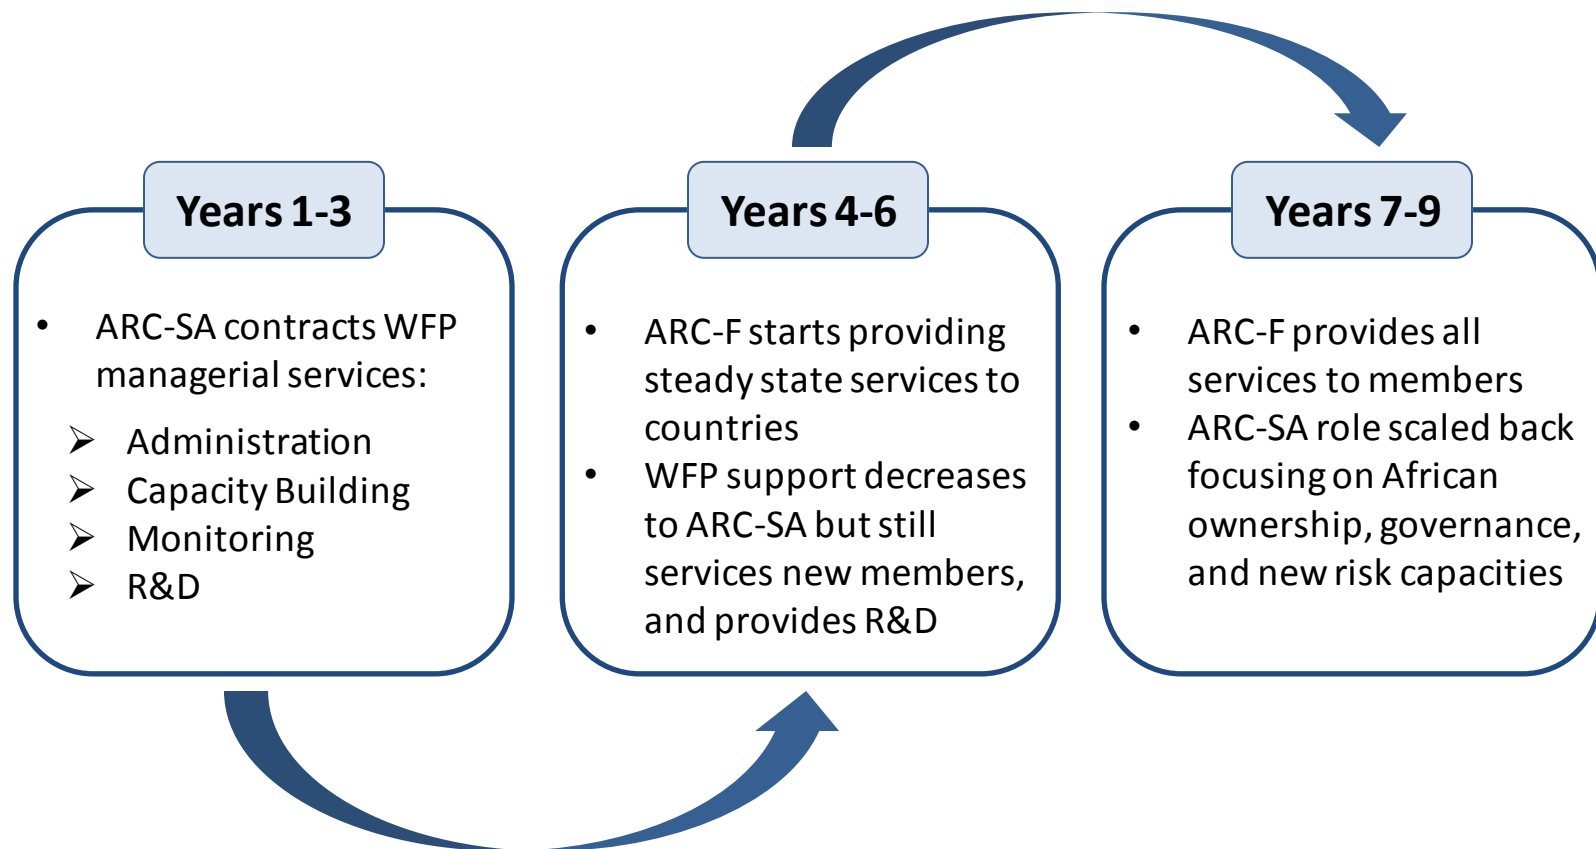 Years 1-3
• ARC-SA contracts WFP
managerial services:
➢ Administration
➢ Capacity Building
➢ Monitoring
➢ R&D
Years 4-6
• ARC-F starts providing
steady state services to
countries
• WFP support decreases
to ARC-SA but still
services new members,
and provides R&D
Years 7-9
• ARC-F provides all
services to members
• ARC-SA role scaled back
focusing on African
ownership, governance,
and new risk capacities